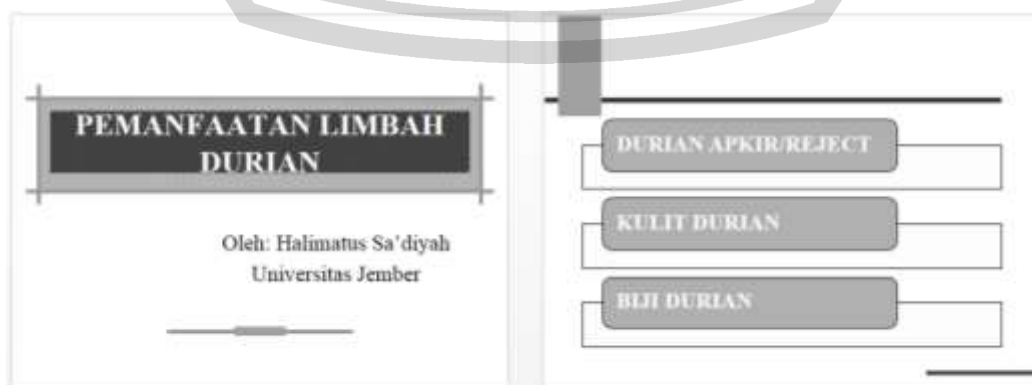 PEMANFAATAN LIMBAH
DURIAN
Oleh: Halimatus Sa'diyah
Universitas Jember
DURIAN APKIR/REJECT
KULIT DURIAN
BIJI DURIAN